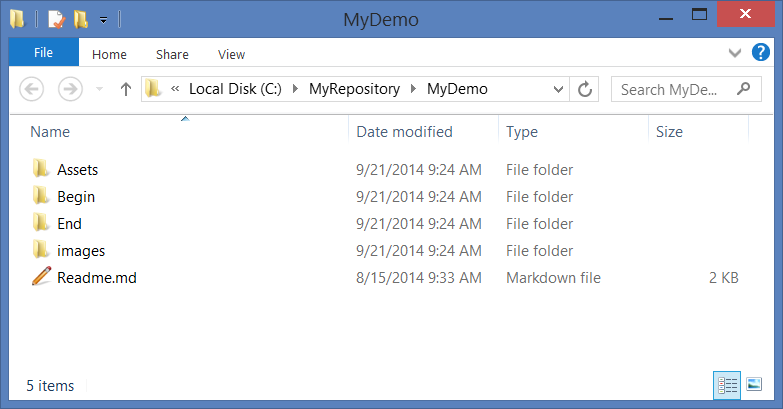 MyDemo
File Home Share View
Local Disk (C:) MyRepository MyDemo Search MyDe...
Name Date modified Type Size
Assets 9/21/2014 9:24 AM File folder
Begin 9/21/2014 9:24 AM File folder
End 9/21/2014 9:24 AM File folder
images 9/21/2014 9:24 AM File folder
Readme.md 8/15/2014 9:33 AM Markdown file 2 KB
5 items